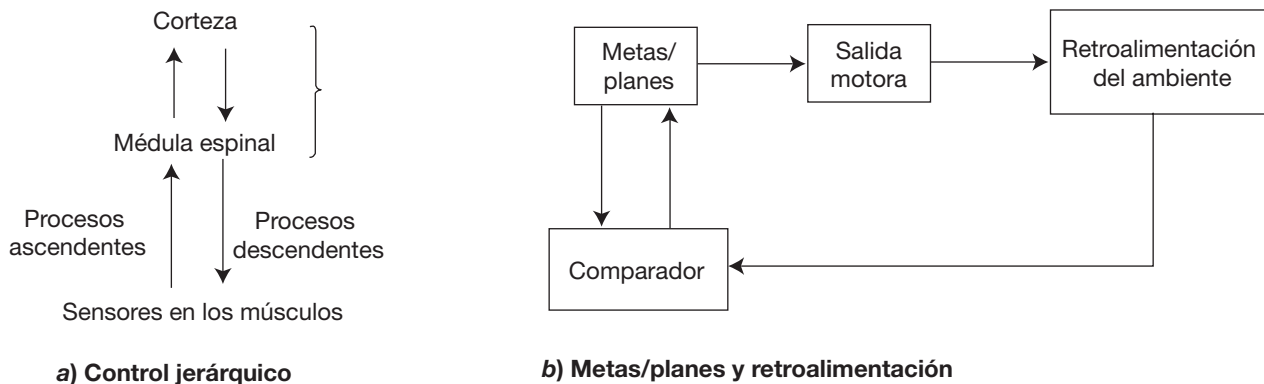 Corteza
Médula espinal
Procesos
ascendentes
Procesos
descendentes
Sensores en los músculos
a) Control jerárquico
Metas/
planes
Salida
motora
Retroalimentación
del ambiente
Comparador
b) Metas/planes y retroalimentación